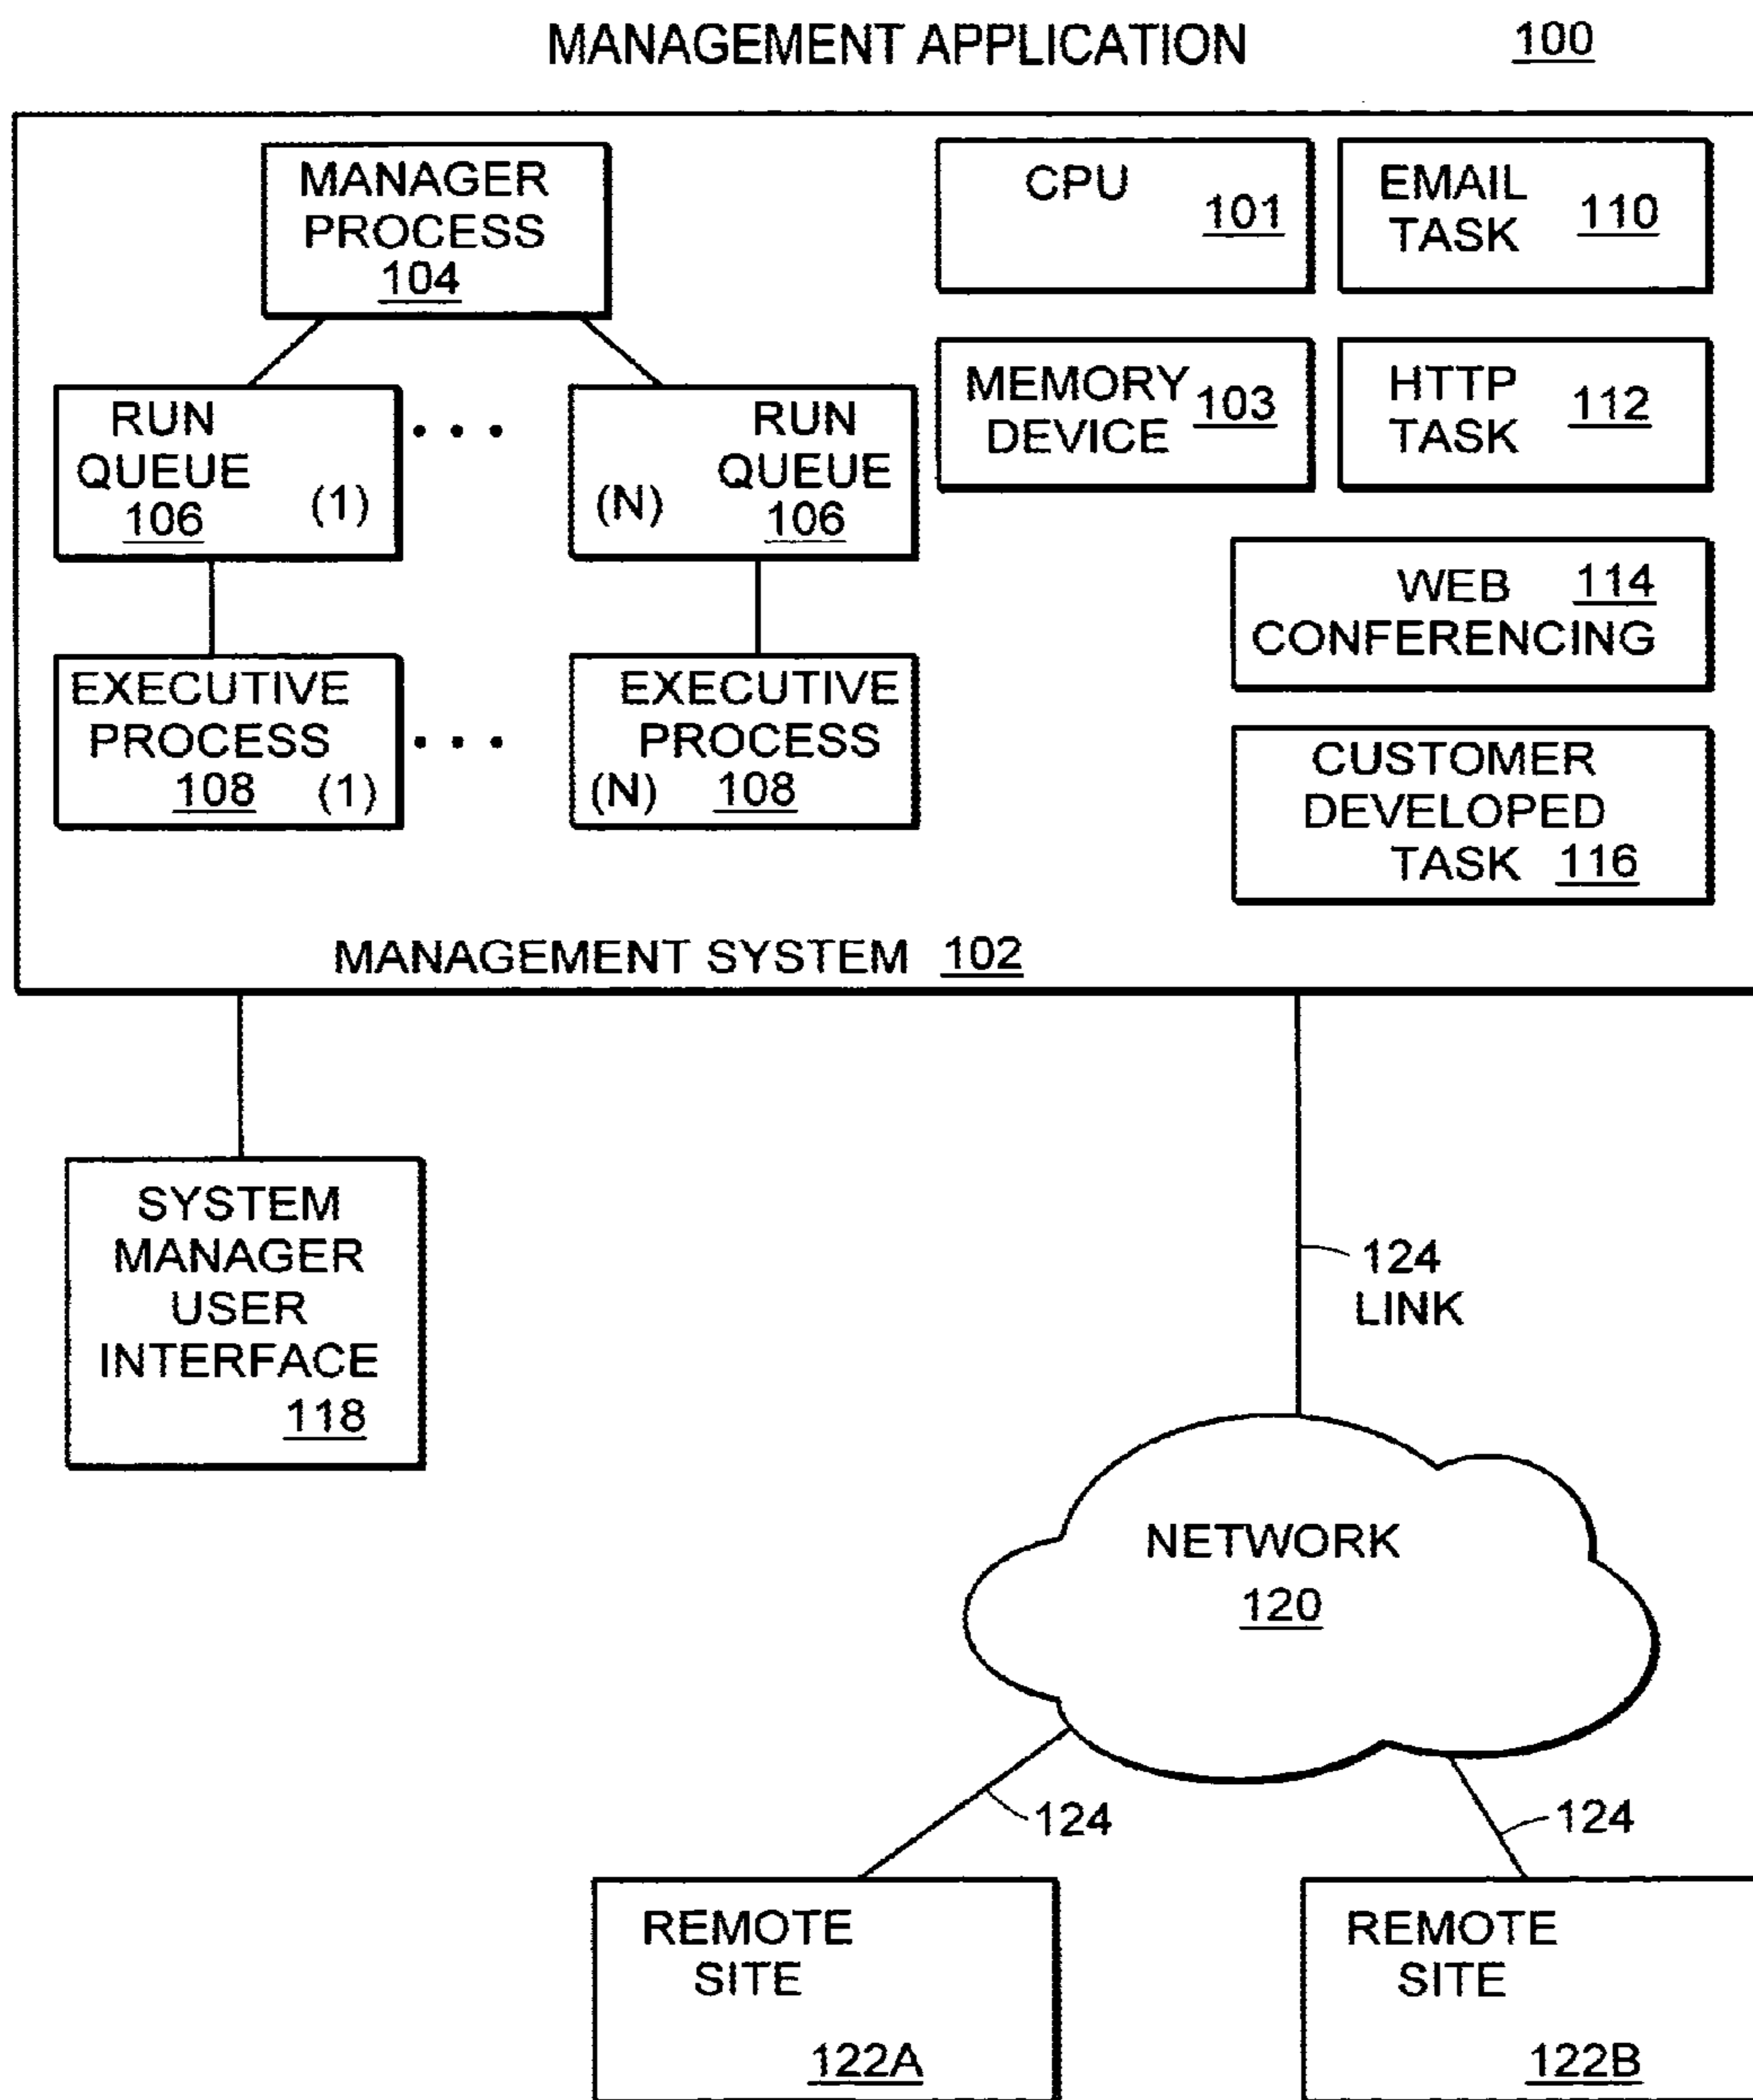 MANAGEMENT APPLICATION 100
MANAGER
PROCESS
104
CPU 101
EMAIL
TASK 110
RUN
QUEUE
106 (1)
• • •
RUN
QUEUE
(N) 106
MEMORY
DEVICE 103
HTTP
TASK 112
WEB 114
CONFERENCING
EXECUTIVE
PROCESS
108 (1)
• • •
EXECUTIVE
PROCESS
(N) 108
CUSTOMER
DEVELOPED
TASK 116
MANAGEMENT SYSTEM 102
SYSTEM
MANAGER
USER
INTERFACE
118
124
LINK
NETWORK
120
124
124
REMOTE
SITE
122A
REMOTE
SITE
122B